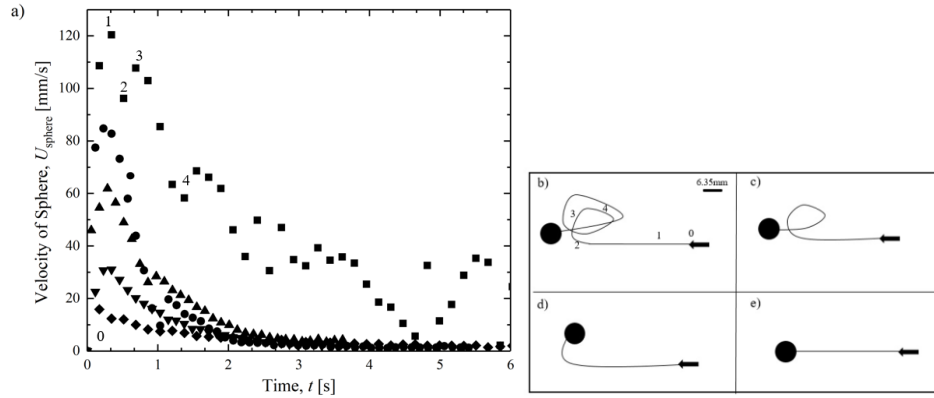 a)
120
100
80
60
40
20
0
Velocity of Sphere, U_sphere [mm/s]
1
2
3
4
0
0 1 2 3 4 5 6
Time, t [s]
b)
6.35mm
3
4
2
1
0
c)
d)
e)